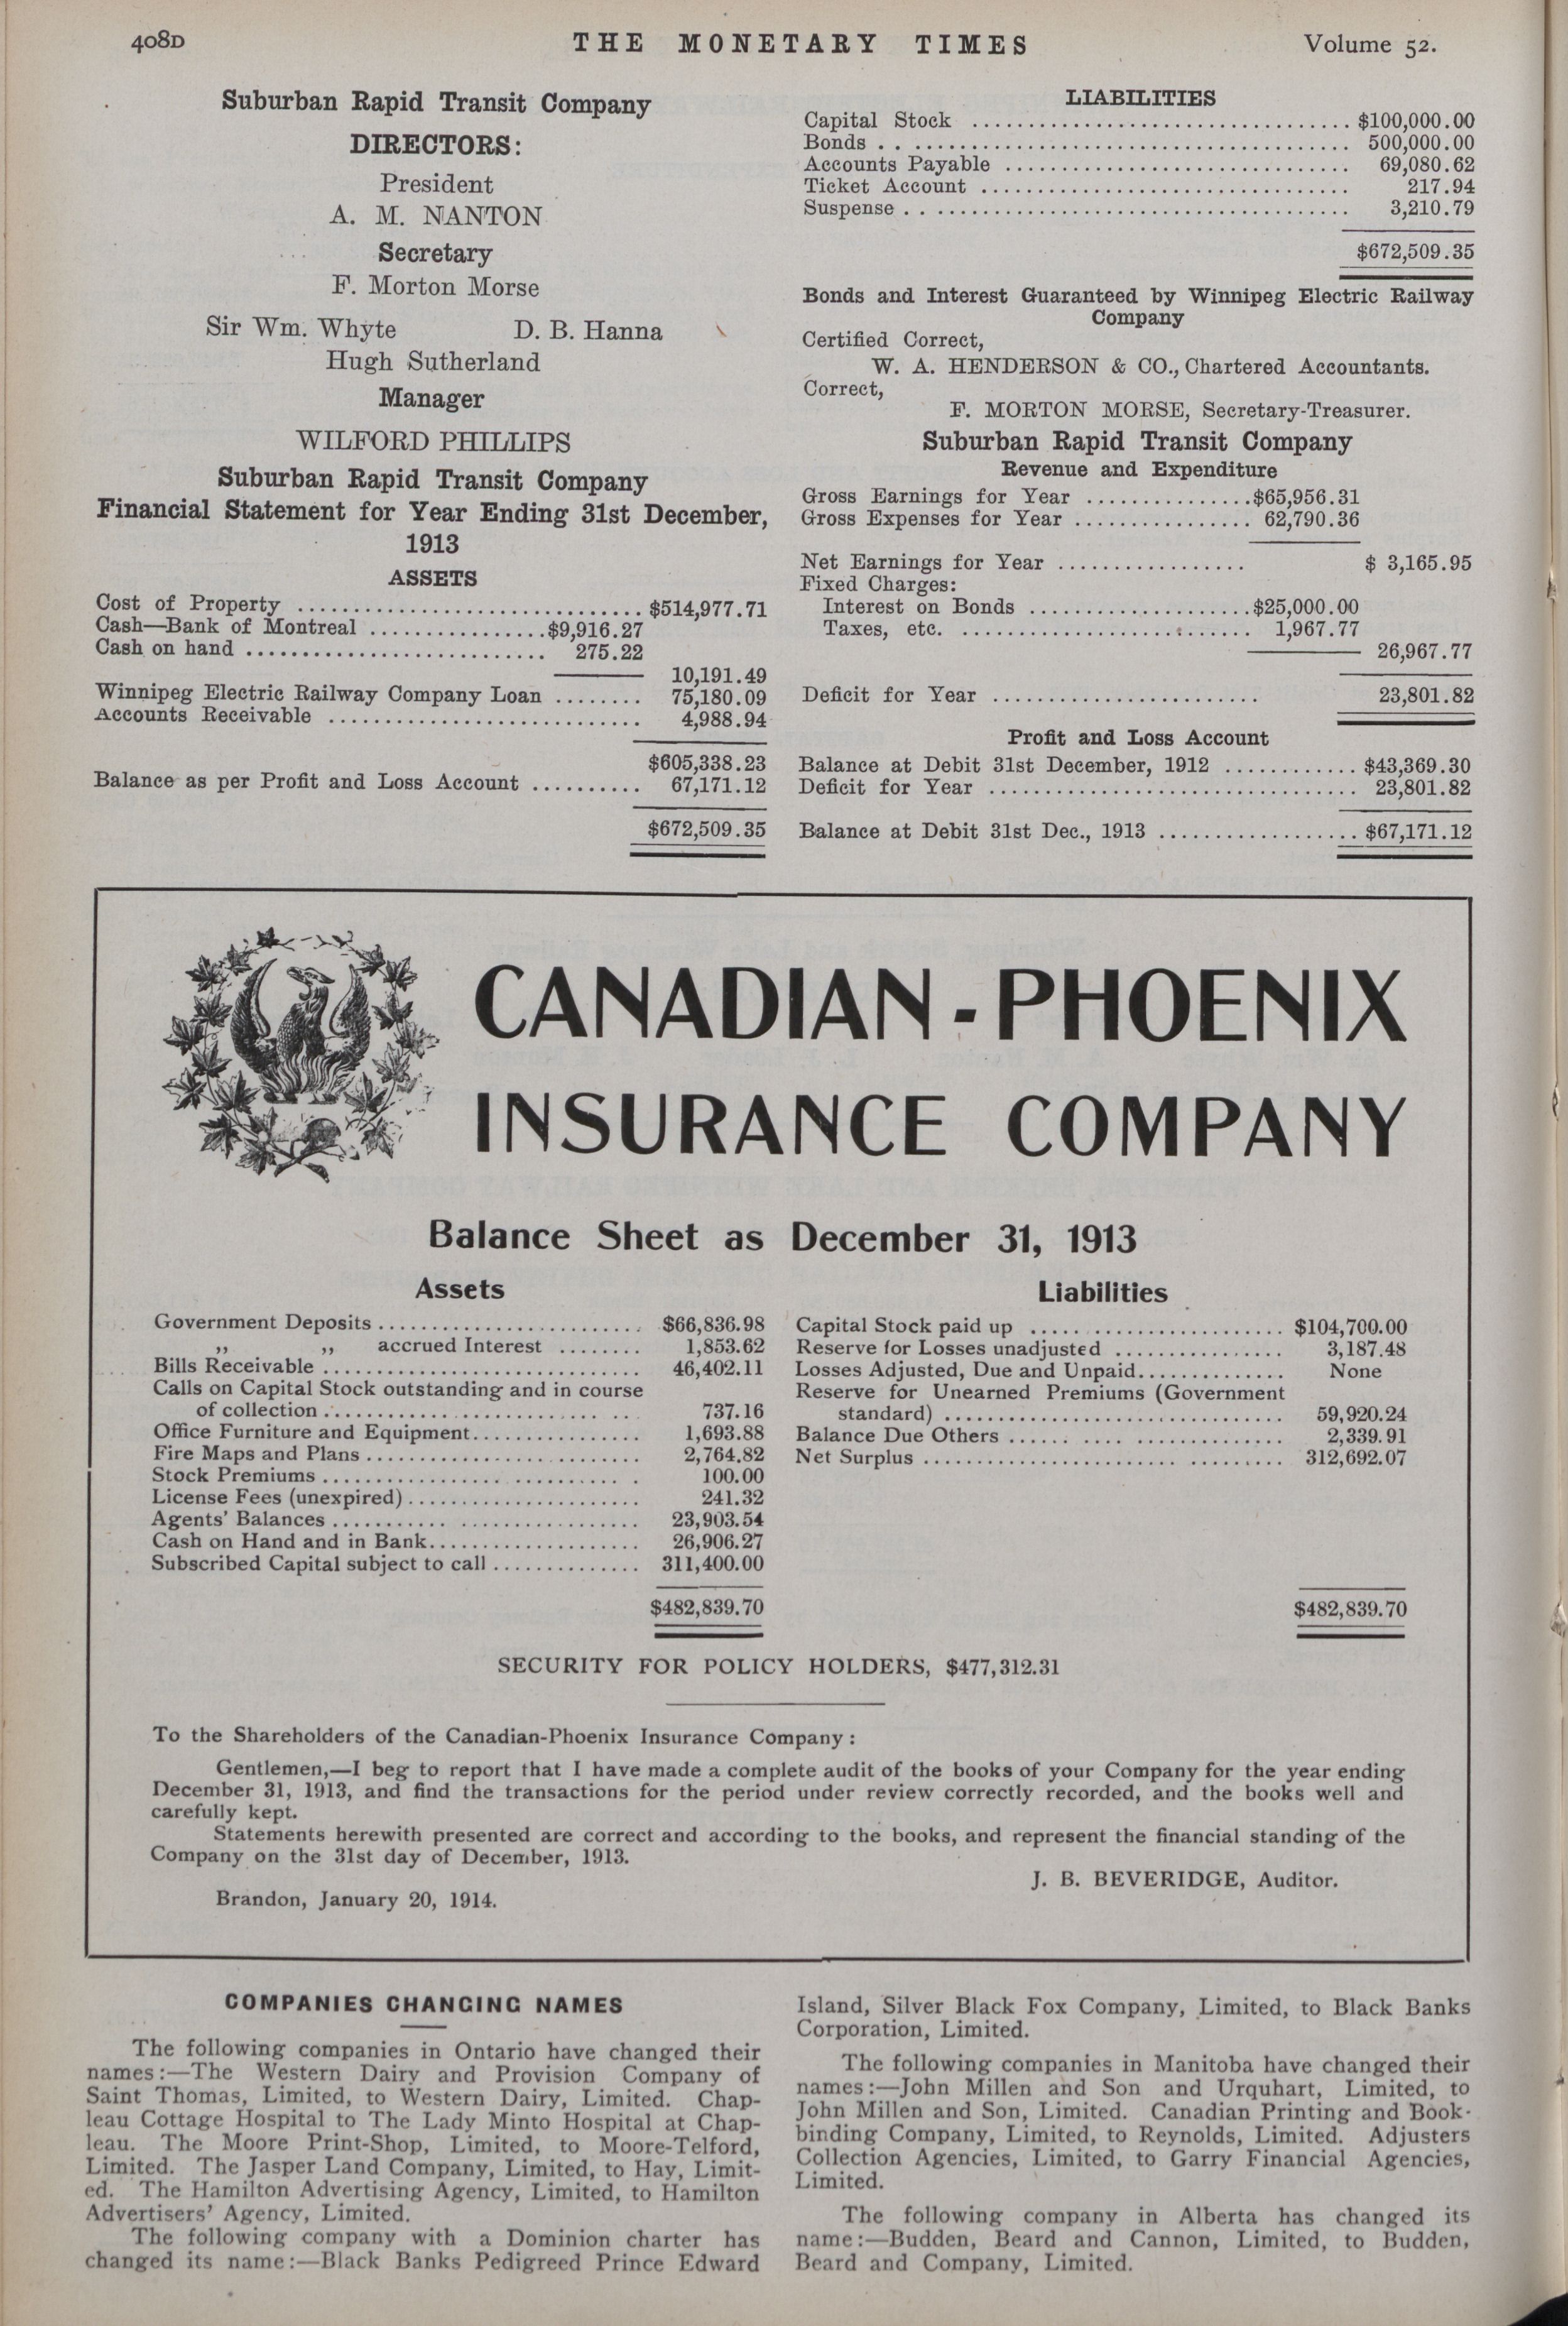 408D
THE MONETARY TIMES
Volume 52.
Suburban Rapid Transit Company
DIRECTORS:
President
A. M. NANTON
Secretary
F. Morton Morse
Sir Wm. Whyte D. B. Hanna
Hugh Sutherland
Manager
WILFORD PHILLIPS
Suburban Rapid Transit Company
Financial Statement for Year Ending 31st December,
1913
ASSETS
Cost of Property .............................. $514,977.71
Cash—Bank of Montreal ................$9,916.27
Cash on hand .......................... 275.22
10,191.49
Winnipeg Electric Railway Company Loan ........ 75,180.09
Accounts Receivable ........................... 4,988.94
$605,338.23
Balance as per Profit and Loss Account .......... 67,171.12
$672,509.35
LIABILITIES
Capital Stock .................................. $100,000.00
Bonds .. ...................................... 500,000.00
Accounts Payable .............................. 69,080.62
Ticket Account ................................ 217.94
Suspense .. .................................... 3,210.79
$672,509.35
Bonds and Interest Guaranteed by Winnipeg Electric Railway
Company
Certified Correct,
W. A. HENDERSON & CO., Chartered Accountants.
Correct,
F. MORTON MORSE, Secretary-Treasurer.
Suburban Rapid Transit Company
Revenue and Expenditure
Gross Earnings for Year ...............$65,956.31
Gross Expenses for Year ................ 62,790.36
Net Earnings for Year ................. $ 3,165.95
Fixed Charges:
Interest on Bonds ....................$25,000.00
Taxes, etc. .......................... 1,967.77
26,967.77
Deficit for Year ........................ 23,801.82
Profit and Loss Account
Balance at Debit 31st December, 1912 ............ $43,369.30
Deficit for Year ................................. 23,801.82
Balance at Debit 31st Dec., 1913 .................. $67,171.12
CANADIAN-PHOENIX
INSURANCE COMPANY
Balance Sheet as December 31, 1913
Assets
Government Deposits ........................ $66,836.98
,, ,, accrued Interest ........ 1,853.62
Bills Receivable ............................. 46,402.11
Calls on Capital Stock outstanding and in course
of collection ............................. 737.16
Office Furniture and Equipment................ 1,693.88
Fire Maps and Plans ......................... 2,764.82
Stock Premiums ............................. 100.00
License Fees (unexpired)..................... 241.32
Agents' Balances ............................ 23,903.54
Cash on Hand and in Bank.................... 26,906.27
Subscribed Capital subject to call .............. 311,400.00
$482,839.70
Liabilities
Capital Stock paid up ....................... $104,700.00
Reserve for Losses unadjusted ................ 3,187.48
Losses Adjusted, Due and Unpaid.............. None
Reserve for Unearned Premiums (Government
standard) ............................... 59,920.24
Balance Due Others ........................ 2,339.91
Net Surplus ................................. 312,692.07
$482,839.70
SECURITY FOR POLICY HOLDERS, $477,312.31
To the Shareholders of the Canadian-Phoenix Insurance Company:
Gentlemen,—I beg to report that I have made a complete audit of the books of your Company for the year ending
December 31, 1913, and find the transactions for the period under review correctly recorded, and the books well and
carefully kept.
Statements herewith presented are correct and according to the books, and represent the financial standing of the
Company on the 31st day of December, 1913.
J. B. BEVERIDGE, Auditor.
Brandon, January 20, 1914.
COMPANIES CHANGING NAMES
The following companies in Ontario have changed their
names:—The Western Dairy and Provision Company of
Saint Thomas, Limited, to Western Dairy, Limited. Chap-
leau Cottage Hospital to The Lady Minto Hospital at Chap-
leau. The Moore Print-Shop, Limited, to Moore-Telford,
Limited. The Jasper Land Company, Limited, to Hay, Limit-
ed. The Hamilton Advertising Agency, Limited, to Hamilton
Advertisers' Agency, Limited.
The following company with a Dominion charter has
changed its name:—Black Banks Pedigreed Prince Edward
Island, Silver Black Fox Company, Limited, to Black Banks
Corporation, Limited.
The following companies in Manitoba have changed their
names:—John Millen and Son and Urquhart, Limited, to
John Millen and Son, Limited. Canadian Printing and Book-
binding Company, Limited, to Reynolds, Limited. Adjusters
Collection Agencies, Limited, to Garry Financial Agencies,
Limited.
The following company in Alberta has changed its
name:—Budden, Beard and Cannon, Limited, to Budden,
Beard and Company, Limited.